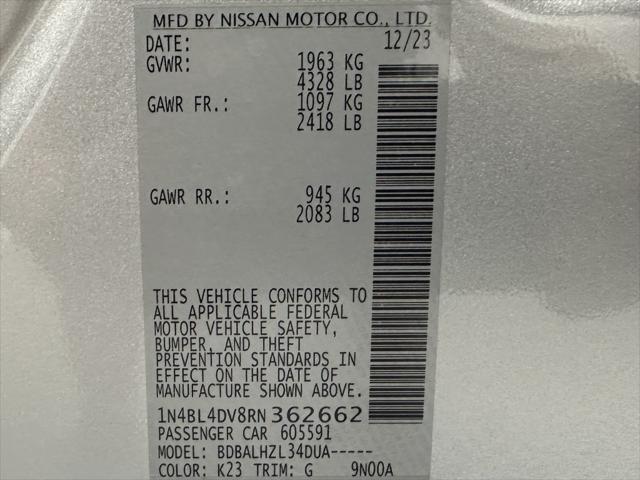 MFD BY NISSAN MOTOR CO., LTD.
DATE: 12/23
GVWR: 1963 KG
4328 LB
GAWR FR.: 1097 KG
2418 LB
GAWR RR.: 945 KG
2083 LB
THIS VEHICLE CONFORMS TO
ALL APPLICABLE FEDERAL
MOTOR VEHICLE SAFETY,
BUMPER, AND THEFT
PREVENTION STANDARDS IN
EFFECT ON THE DATE OF
MANUFACTURE SHOWN ABOVE.
1N4BL4DV8RN362662
PASSENGER CAR 605591
MODEL: BDBALHZL34DUA-----
COLOR: K23 TRIM: G 9N00A